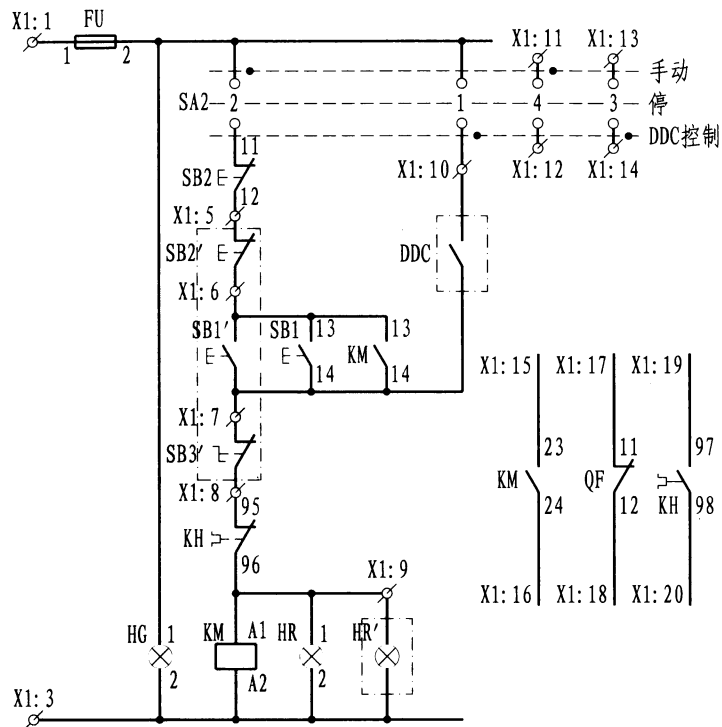 X1:1 FU X1:11 X1:13
1 2 手动
SA2 2 1 4 3 停
DDC控制
11 X1:10 X1:12 X1:14
SB2
12
X1:5
SB2′ DDC
X1:6
SB1′ SB1 13 KM 13
14 14
X1:15 X1:17 X1:19
X1:7
SB3′ 23 11 97
KM QF KH
X1:8 95 24 12 98
KH
96
X1:9 X1:16 X1:18 X1:20
HG 1 KM A1 HR 1 HR′
2 A2 2
X1:3